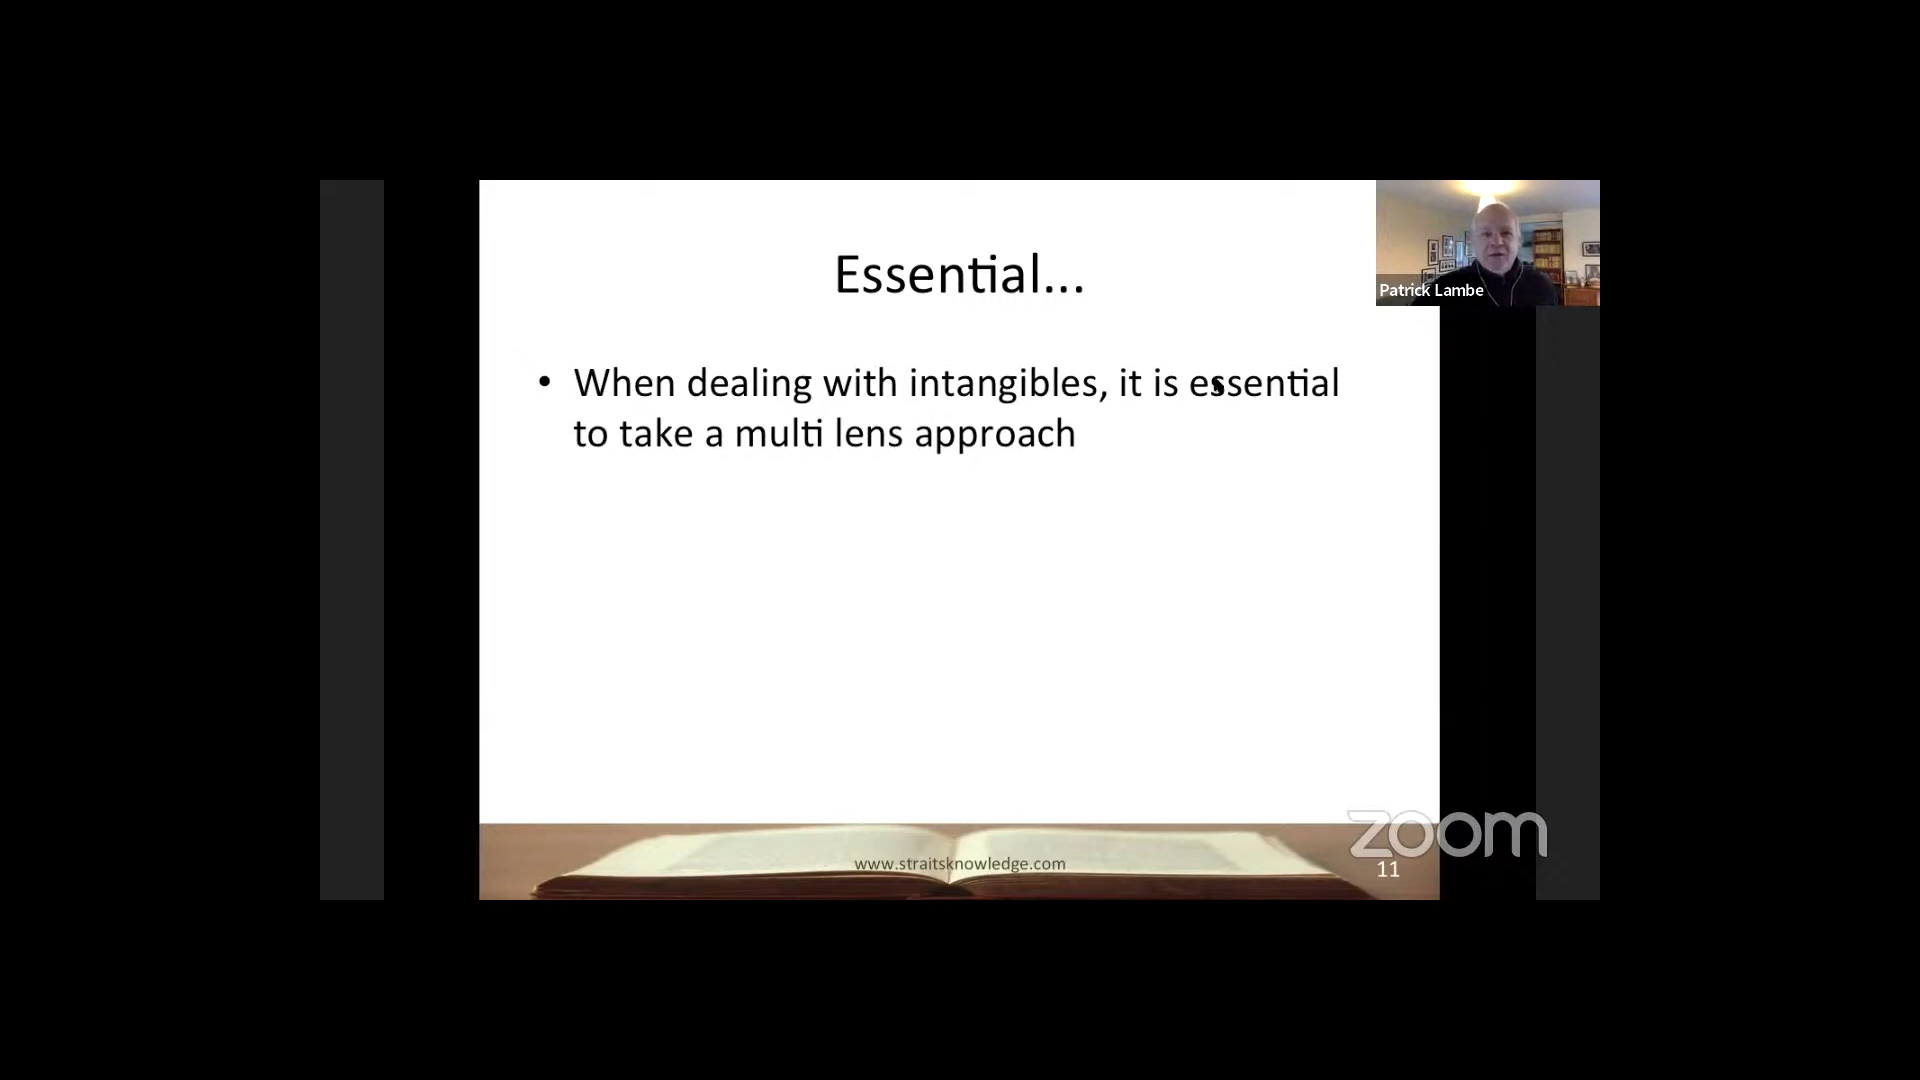 Essential...
Patrick Lambe
• When dealing with intangibles, it is essential
to take a multi lens approach
zoom
www.straitsknowledge.com
11